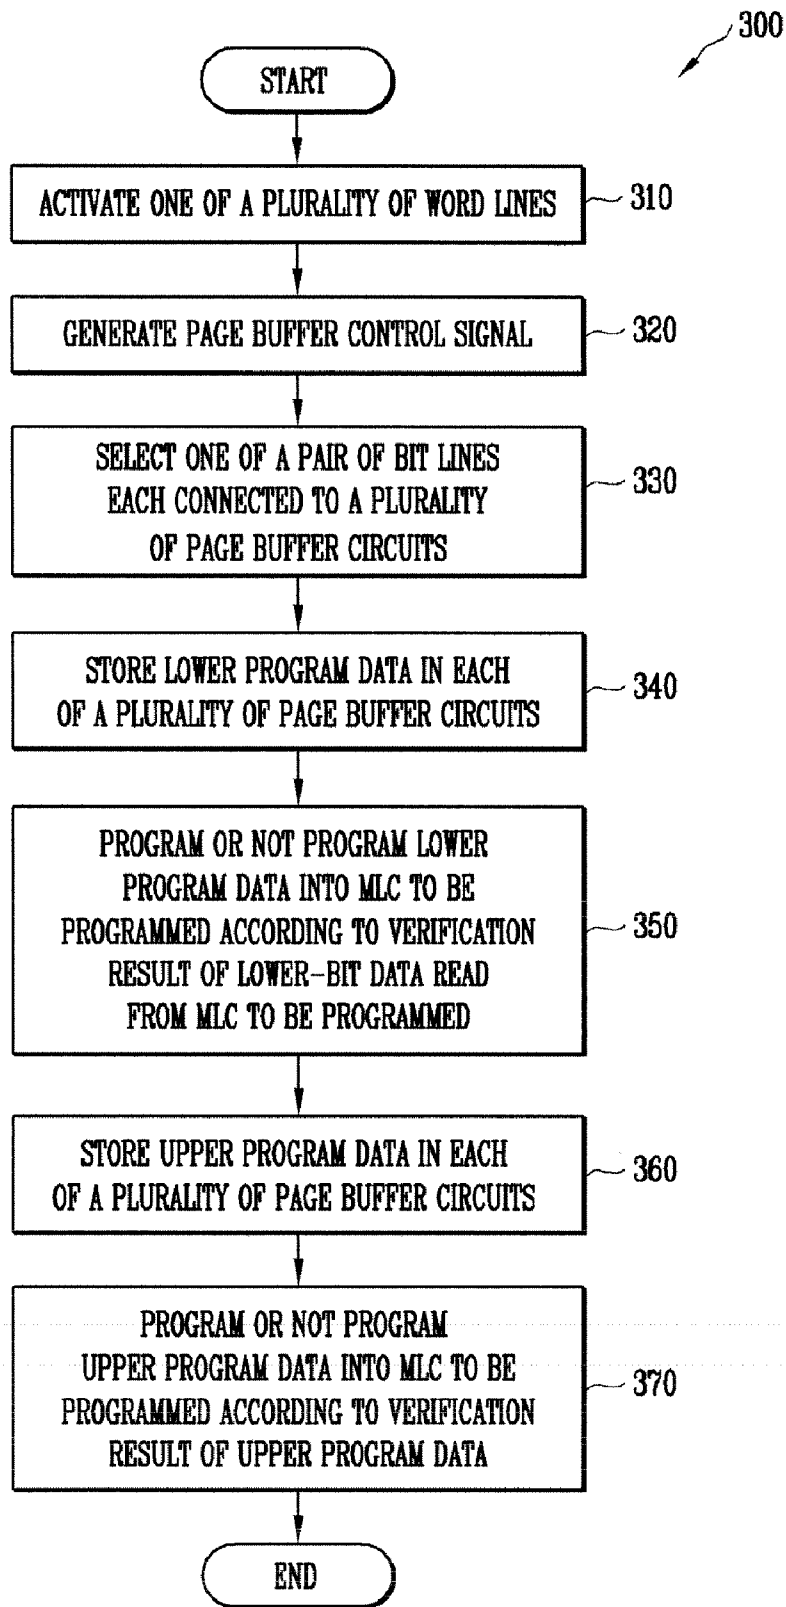 300
START
ACTIVATE ONE OF A PLURALITY OF WORD LINES
310
GENERATE PAGE BUFFER CONTROL SIGNAL
320
SELECT ONE OF A PAIR OF BIT LINES
EACH CONNECTED TO A PLURALITY
OF PAGE BUFFER CIRCUITS
330
STORE LOWER PROGRAM DATA IN EACH
OF A PLURALITY OF PAGE BUFFER CIRCUITS
340
PROGRAM OR NOT PROGRAM LOWER
PROGRAM DATA INTO MLC TO BE
PROGRAMMED ACCORDING TO VERIFICATION
RESULT OF LOWER-BIT DATA READ
FROM MLC TO BE PROGRAMMED
350
STORE UPPER PROGRAM DATA IN EACH
OF A PLURALITY OF PAGE BUFFER CIRCUITS
360
PROGRAM OR NOT PROGRAM
UPPER PROGRAM DATA INTO MLC TO BE
PROGRAMMED ACCORDING TO VERIFICATION
RESULT OF UPPER PROGRAM DATA
370
END